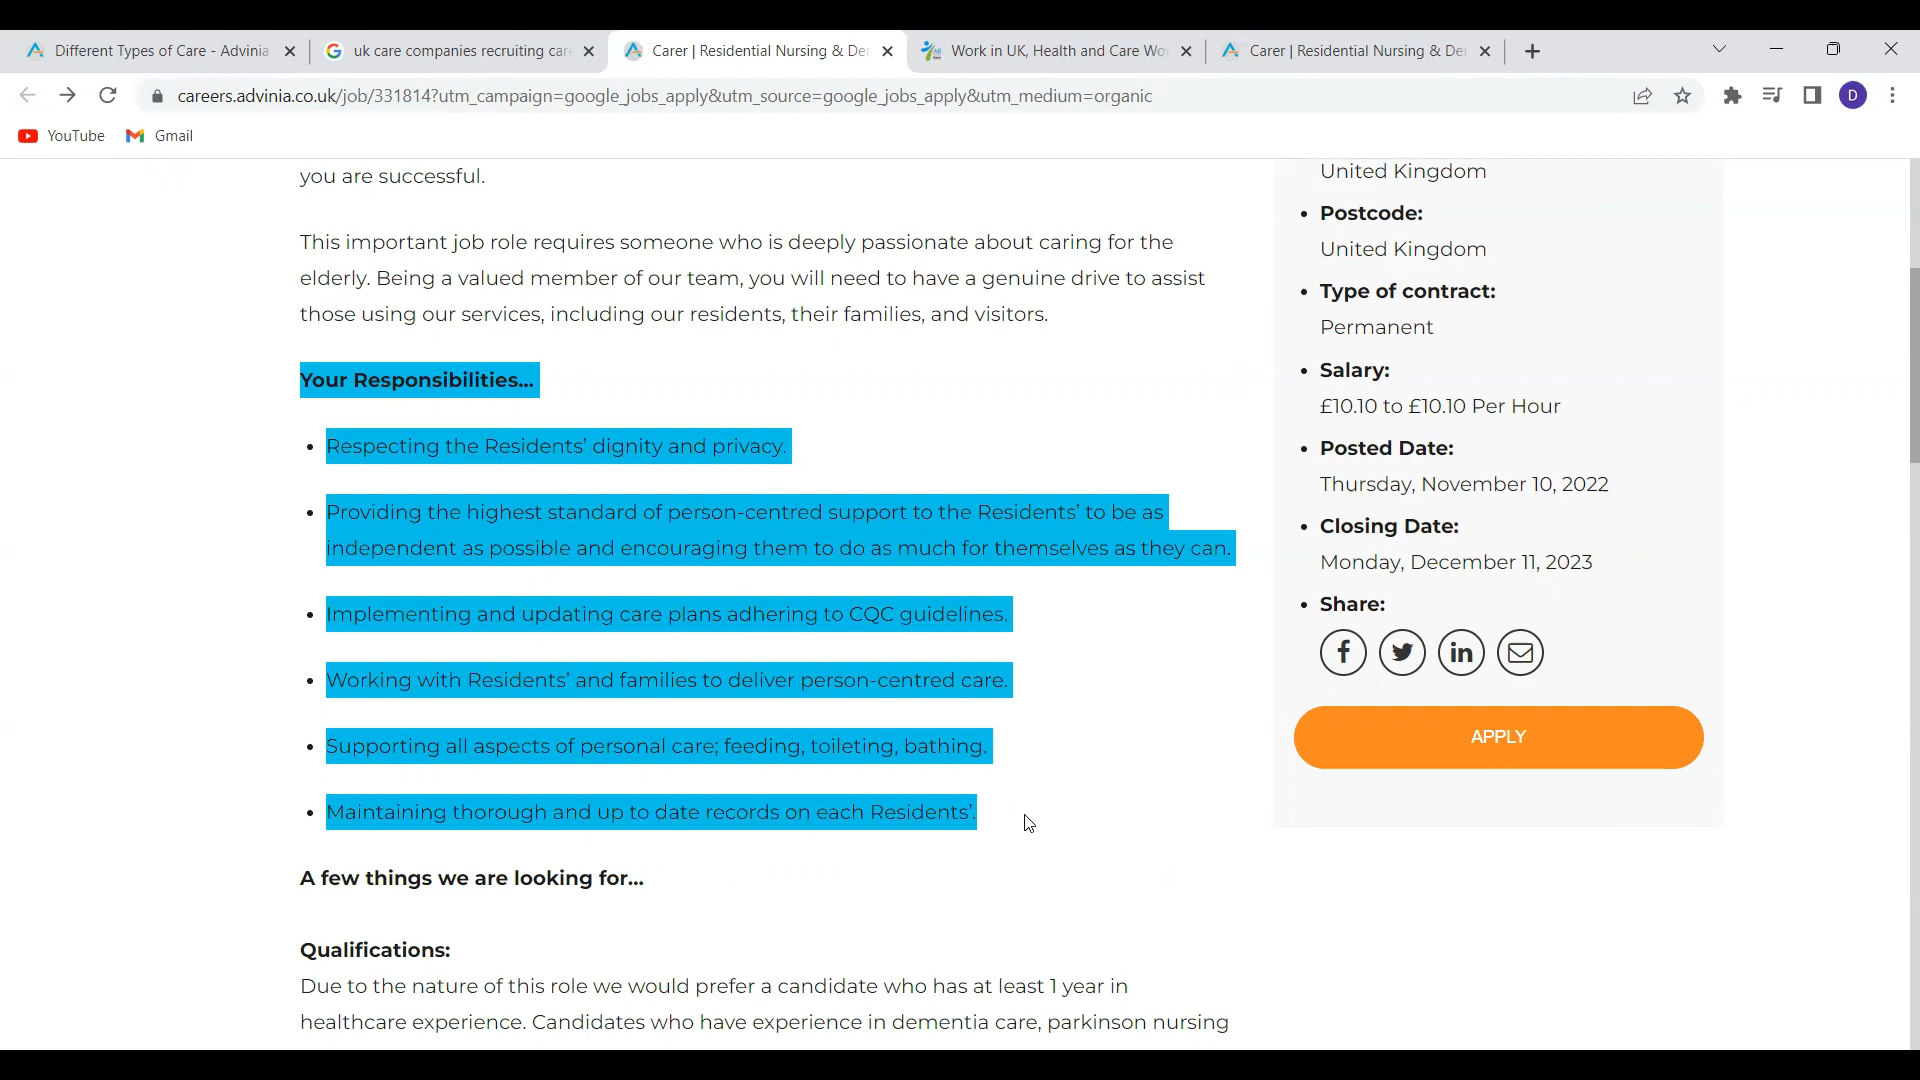 Different Types of Care - Advinia
uk care companies recruiting care
Carer | Residential Nursing & De
Work in UK, Health and Care Wo
Carer | Residential Nursing & De
careers.advinia.co.uk/job/331814?utm_campaign=google_jobs_apply&utm_source=google_jobs_apply&utm_medium=organic
D
YouTube
Gmail
you are successful.
This important job role requires someone who is deeply passionate about caring for the
elderly. Being a valued member of our team, you will need to have a genuine drive to assist
those using our services, including our residents, their families, and visitors.
Your Responsibilities...
• Respecting the Residents’ dignity and privacy.
• Providing the highest standard of person-centred support to the Residents’ to be as
independent as possible and encouraging them to do as much for themselves as they can.
• Implementing and updating care plans adhering to CQC guidelines.
• Working with Residents’ and families to deliver person-centred care.
• Supporting all aspects of personal care; feeding, toileting, bathing.
• Maintaining thorough and up to date records on each Residents’.
A few things we are looking for...
Qualifications:
Due to the nature of this role we would prefer a candidate who has at least 1 year in
healthcare experience. Candidates who have experience in dementia care, parkinson nursing
United Kingdom
• Postcode:
United Kingdom
• Type of contract:
Permanent
• Salary:
£10.10 to £10.10 Per Hour
• Posted Date:
Thursday, November 10, 2022
• Closing Date:
Monday, December 11, 2023
• Share:
APPLY